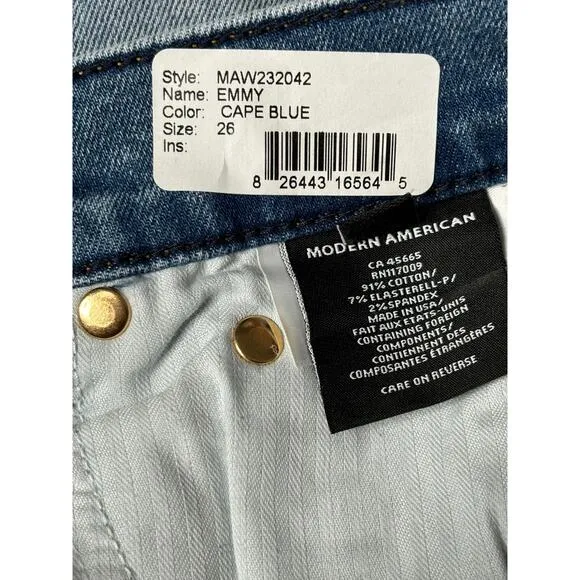 Style: MAW232042
Name: EMMY
Color: CAPE BLUE
Size: 26
Ins:
8 26443 16564 5
MODERN AMERICAN
CA 45665
RN117009
91% COTTON/
7% ELASTERELL-P/
2% SPANDEX
MADE IN USA/
FAIT AUX ETATS-UNIS
CONTAINING FOREIGN
COMPONENTS/
CONTIENNENT DES
COMPOSANTES ÉTRANGÈRES
CARE ON REVERSE